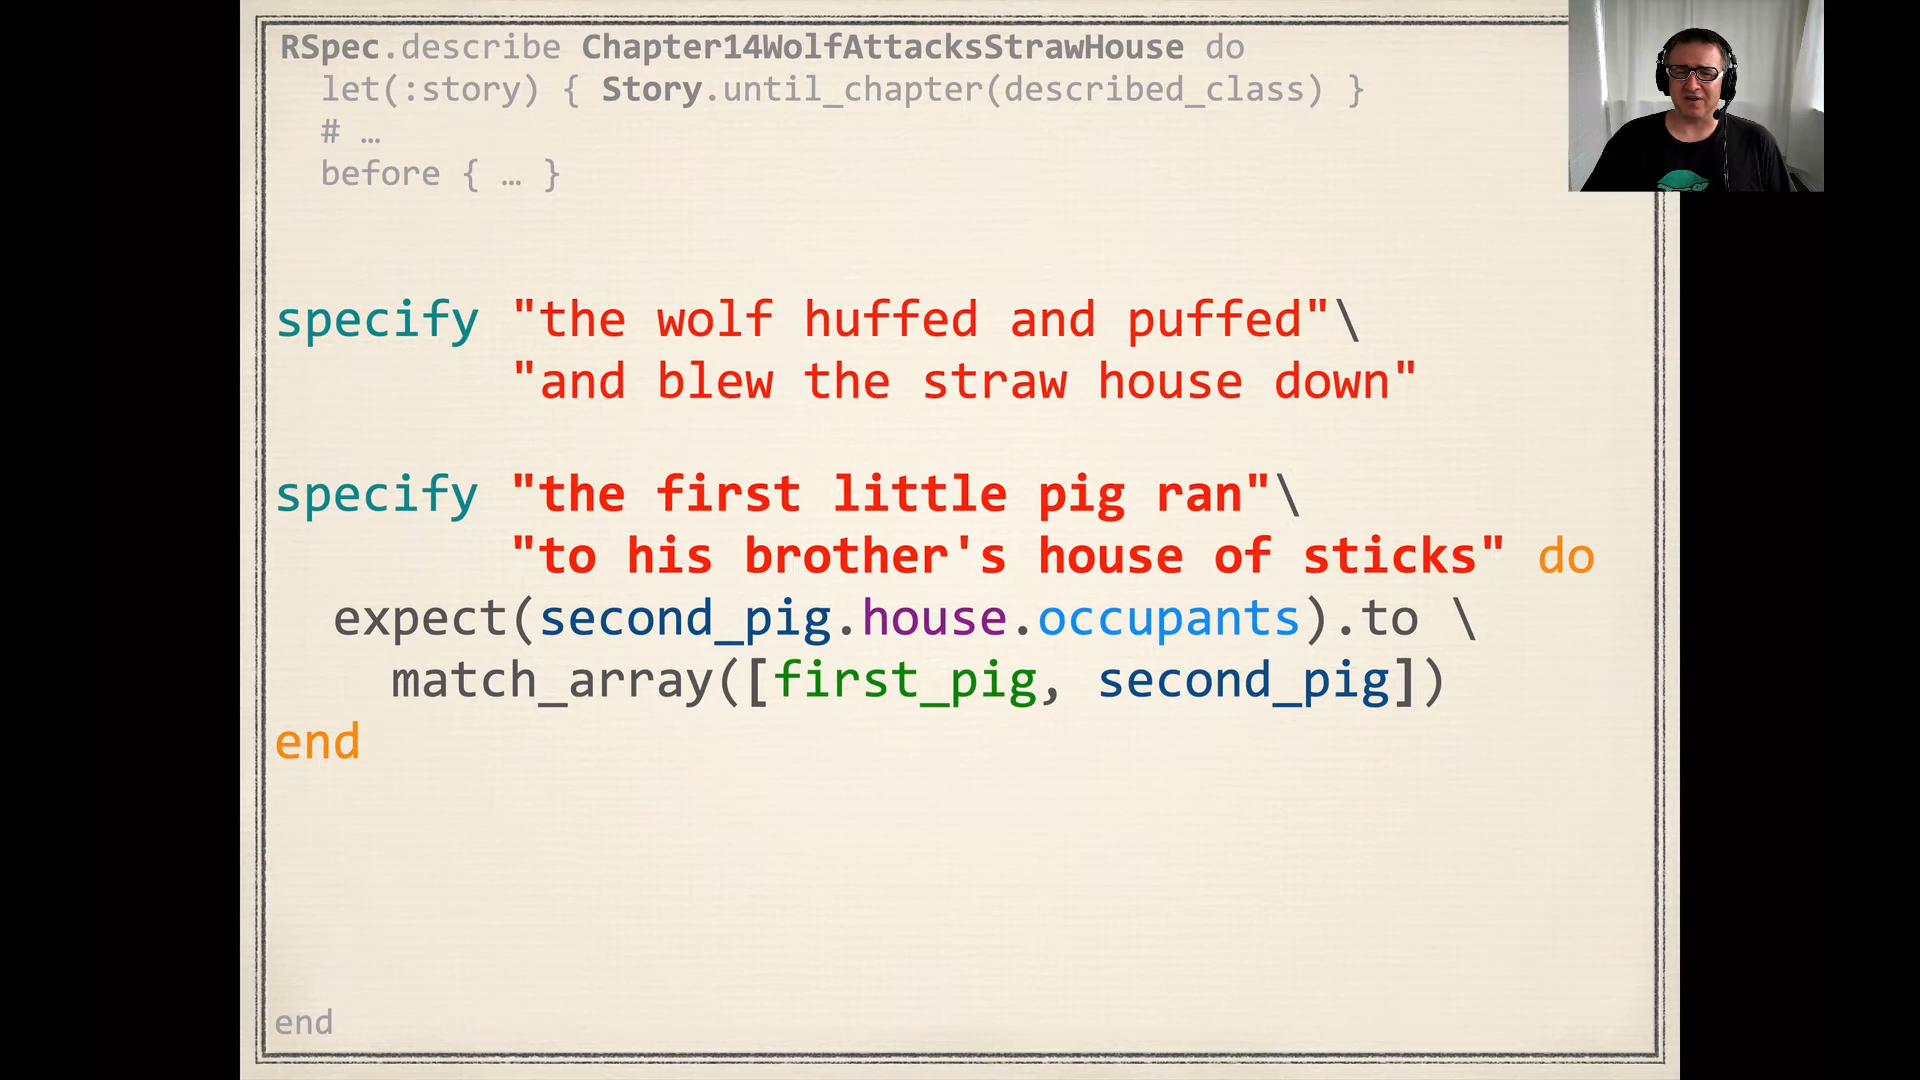 RSpec.describe Chapter14WolfAttacksStrawHouse do
let(:story) { Story.until_chapter(described_class) }
# …
before { … }
specify "the wolf huffed and puffed"\
"and blew the straw house down"
specify "the first little pig ran"\
"to his brother's house of sticks" do
expect(second_pig.house.occupants).to \
match_array([first_pig, second_pig])
end
end